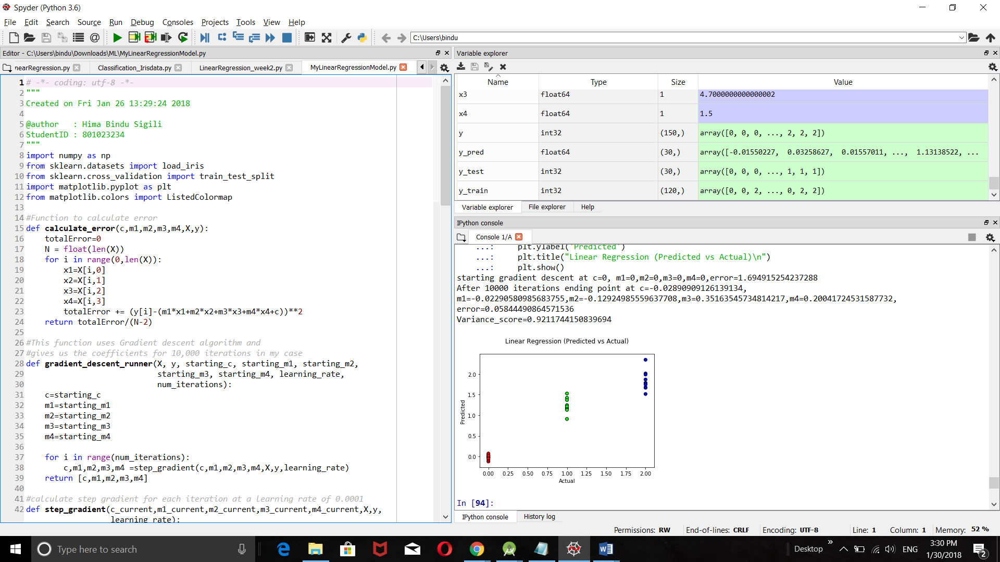 Spyder (Python 3.6)
File Edit Search Source Run Debug Consoles Projects Tools View Help
C:\Users\bindu
Editor - C:\Users\bindu\Downloads\ML\MyLinearRegressionModel.py
nearRegression.py Classification_Irisdata.py LinearRegression_week2.py MyLinearRegressionModel.py
1 # -*- coding: utf-8 -*-
2 """
3 Created on Fri Jan 26 13:29:24 2018
4
5 @author   : Hima Bindu Sigili
6 StudentID : 801023234
7 """
8 import numpy as np
9 from sklearn.datasets import load_iris
10 from sklearn.cross_validation import train_test_split
11 import matplotlib.pyplot as plt
12 from matplotlib.colors import ListedColormap
13
14 #Function to calculate error
15 def calculate_error(c,m1,m2,m3,m4,X,y):
16     totalError=0
17     N = float(len(X))
18     for i in range(0,len(X)):
19         x1=X[i,0]
20         x2=X[i,1]
21         x3=X[i,2]
22         x4=X[i,3]
23         totalError += (y[i]-(m1*x1+m2*x2+m3*x3+m4*x4+c))**2
24     return totalError/(N-2)
25
26 #This function uses Gradient descent algorithm and
27 #gives us the coefficients for 10,000 iterations in my case
28 def gradient_descent_runner(X, y, starting_c, starting_m1, starting_m2,
29                             starting_m3, starting_m4, learning_rate,
30                             num_iterations):
31     c=starting_c
32     m1=starting_m1
33     m2=starting_m2
34     m3=starting_m3
35     m4=starting_m4
36
37     for i in range(num_iterations):
38         c,m1,m2,m3,m4 =step_gradient(c,m1,m2,m3,m4,X,y,learning_rate)
39     return [c,m1,m2,m3,m4]
40
41 #calculate step gradient for each iteration at a learning rate of 0.0001
42 def step_gradient(c_current,m1_current,m2_current,m3_current,m4_current,X,y,
                  learning_rate):
Variable explorer
Name Type Size Value
x3 float64 1 4.7000000000000002
x4 float64 1 1.5
y int32 (150,) array([0, 0, 0, ..., 2, 2, 2])
y_pred float64 (30,) array([-0.01550227,  0.03258627,  0.01557011, ...,  1.13138522, ...
y_test int32 (30,) array([0, 0, 0, ..., 1, 1, 1])
y_train int32 (120,) array([0, 0, 2, ..., 0, 2, 2])
Variable explorer File explorer Help
IPython console
Console 1/A
...:     plt.ylabel('Predicted')
...:     plt.title("Linear Regression (Predicted vs Actual)\n")
...:     plt.show()
starting gradient descent at c=0, m1=0,m2=0,m3=0,m4=0,error=1.694915254237288
After 10000 iterations ending point at c=-0.02890909126139134,
m1=-0.02290580985683755,m2=-0.12924985559637708,m3=0.35163545734814217,m4=0.20041724531587732,
error=0.05844490864571536
Variance_score=0.9211744150839694
Linear Regression (Predicted vs Actual)
2.0
1.5
1.0
0.5
0.0
Predicted
0.00 0.25 0.50 0.75 1.00 1.25 1.50 1.75 2.00
Actual
In [94]:
IPython console History log
Permissions: RW End-of-lines: CRLF Encoding: UTF-8 Line: 1 Column: 1 Memory: 52 %
Type here to search
Desktop
ENG
3:30 PM
1/30/2018
2